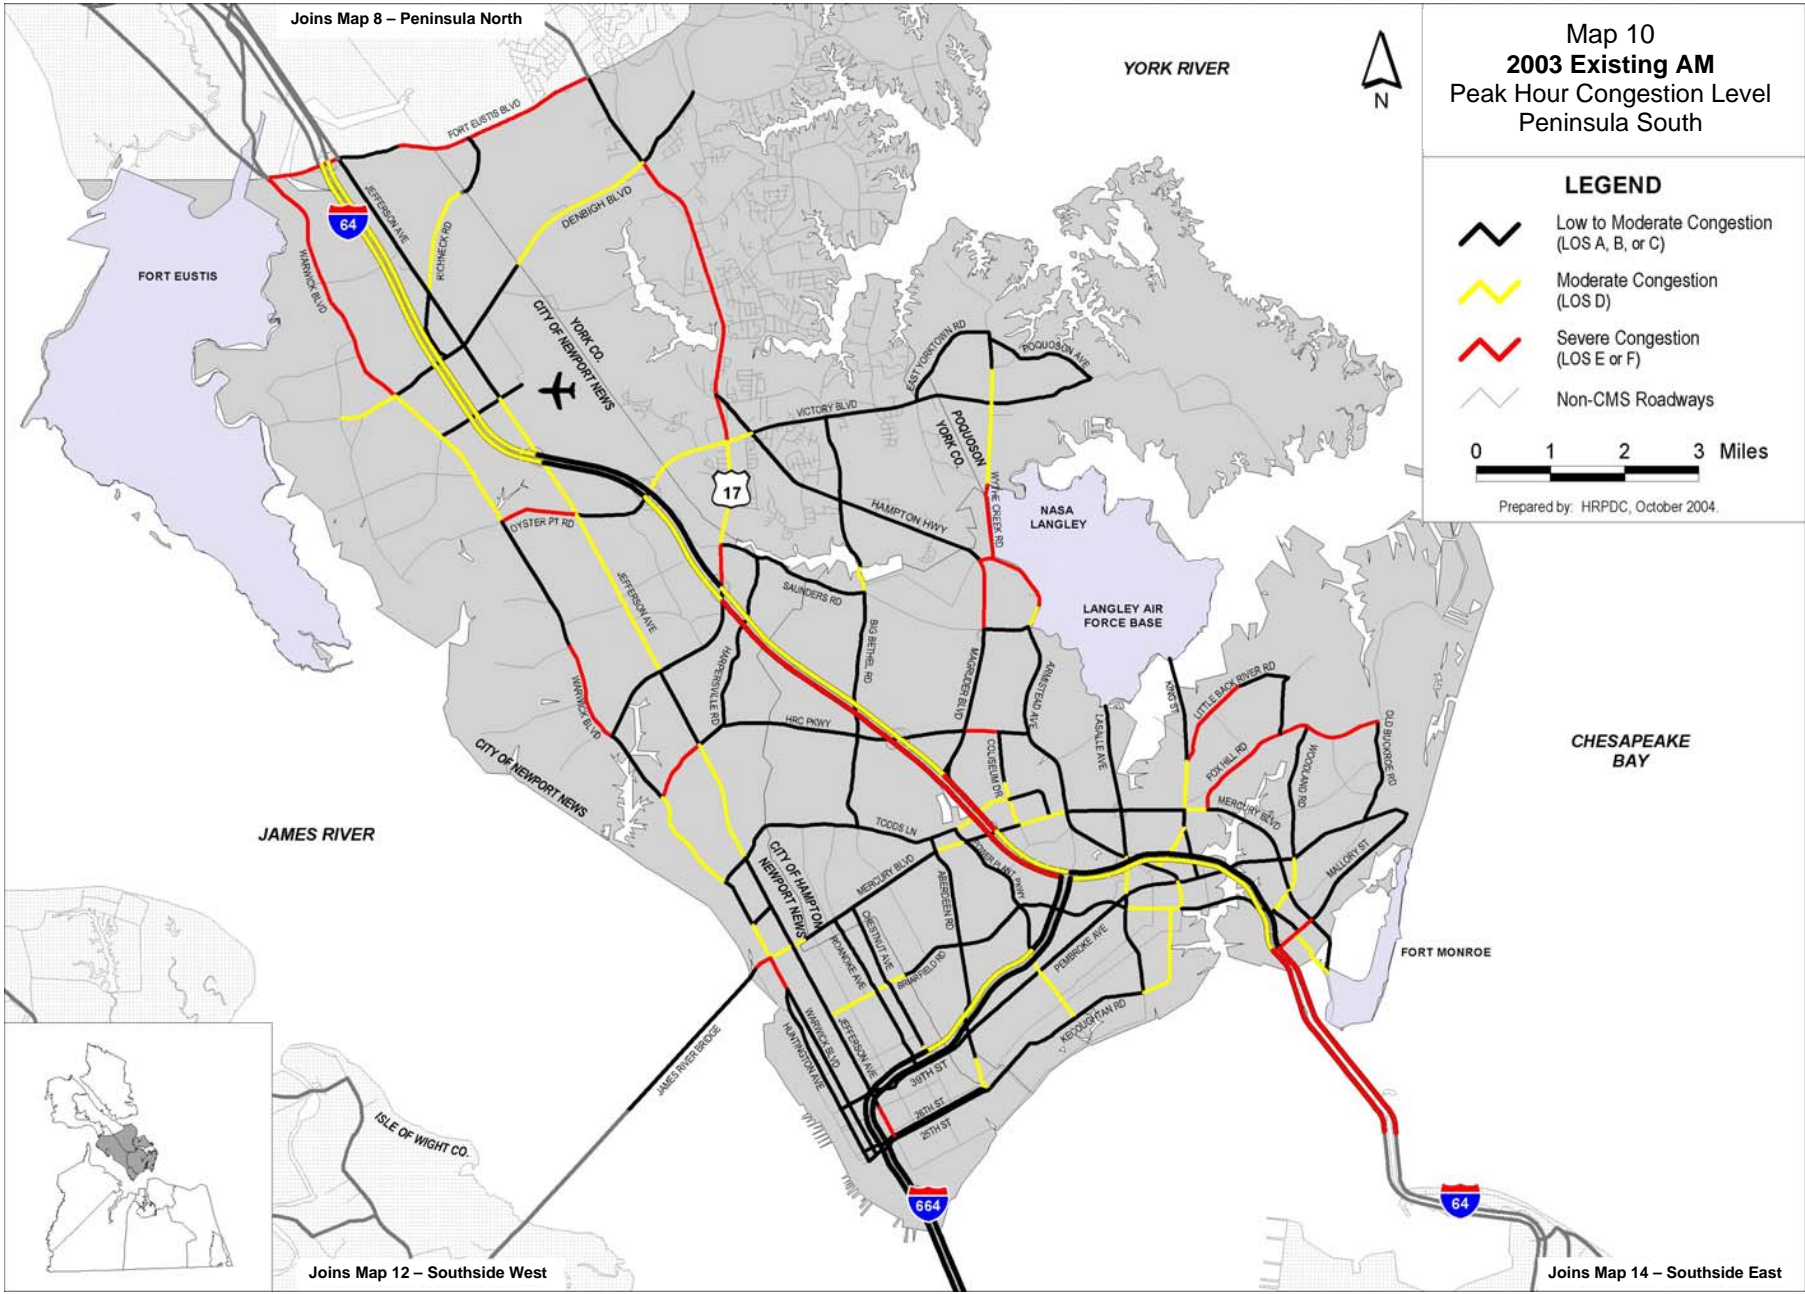 Joins Map 8 – Peninsula North
Map 10
2003 Existing AM
Peak Hour Congestion Level
Peninsula South
YORK RIVER
N
LEGEND
Low to Moderate Congestion
(LOS A, B, or C)
Moderate Congestion
(LOS D)
Severe Congestion
(LOS E or F)
Non-CMS Roadways
0 1 2 3 Miles
Prepared by: HRPDC, October 2004.
FORT EUSTIS BLVD
JEFFERSON AVE
64
RICHNECK RD
DENBIGH BLVD
FORT EUSTIS
WARWICK BLVD
YORK CO.
CITY OF NEWPORT NEWS
EAST YORKTOWN RD
POQUOSON AVE
VICTORY BLVD
POQUOSON
YORK CO.
17
WYTHE CREEK RD
NASA
LANGLEY
HAMPTON HWY
OYSTER PT RD
JEFFERSON AVE
SAUNDERS RD
BIG BETHEL RD
LANGLEY AIR
FORCE BASE
HARPERSVILLE RD
MAGRUDER BLVD
ARMISTEAD AVE
KING ST
LITTLE BACK RIVER RD
WARWICK BLVD
HRC PKWY
COLISEUM DR
LASALLE AVE
FOX HILL RD
WOODLAND RD
OLD BUCKROE RD
CHESAPEAKE
BAY
CITY OF NEWPORT NEWS
MERCURY BLVD
JAMES RIVER
TODDS LN
CITY OF HAMPTON
NEWPORT NEWS
MERCURY BLVD
POWER PLANT PKWY
ABERDEEN RD
MALLORY ST
CHESTNUT AVE
ROANOKE AVE
BRIARFIELD RD
PEMBROKE AVE
FORT MONROE
KECOUGHTAN RD
WARWICK BLVD
HUNTINGTON AVE
JEFFERSON AVE
JAMES RIVER BRIDGE
39TH ST
26TH ST
25TH ST
ISLE OF WIGHT CO.
664
64
Joins Map 12 – Southside West
Joins Map 14 – Southside East